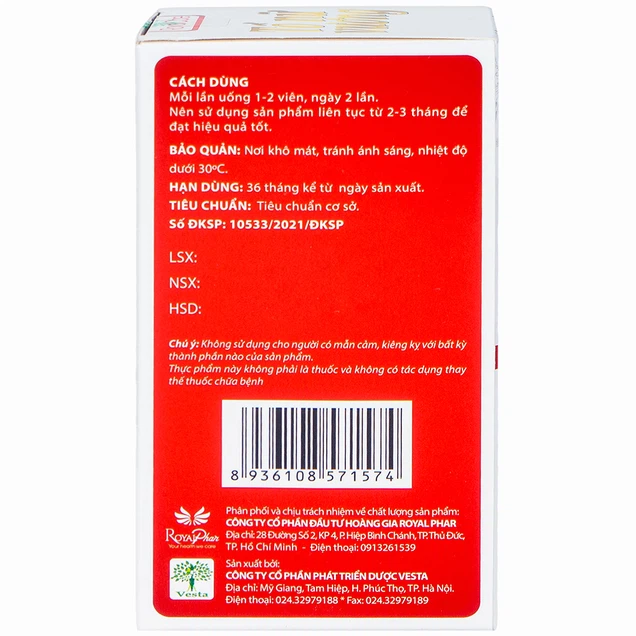 CÁCH DÙNG
Mỗi lần uống 1-2 viên, ngày 2 lần.
Nên sử dụng sản phẩm liên tục từ 2-3 tháng để
đạt hiệu quả tốt.
BẢO QUẢN: Nơi khô mát, tránh ánh sáng, nhiệt độ
dưới 30ºC.
HẠN DÙNG: 36 tháng kể từ ngày sản xuất.
TIÊU CHUẨN: Tiêu chuẩn cơ sở.
Số ĐKSP: 10533/2021/ĐKSP
LSX:
NSX:
HSD:
Chú ý: Không sử dụng cho người có mẫn cảm, kiêng kỵ với bất kỳ
thành phần nào của sản phẩm.
Thực phẩm này không phải là thuốc và không có tác dụng thay
thế thuốc chữa bệnh
8 936108 571574
Phân phối và chịu trách nhiệm về chất lượng sản phẩm:
CÔNG TY CỔ PHẦN ĐẦU TƯ HOÀNG GIA ROYAL PHAR
Địa chỉ: 28 Đường Số 2, KP 4, P. Hiệp Bình Chánh, TP. Thủ Đức,
TP. Hồ Chí Minh - Điện thoại: 0913261539
ROYAL Phar
Your health we care
Sản xuất bởi:
CÔNG TY CỔ PHẦN PHÁT TRIỂN DƯỢC VESTA
Địa chỉ: Mỹ Giang, Tam Hiệp, H. Phúc Thọ, TP. Hà Nội.
Điện thoại: 024.32979188 * Fax: 024.32979189
Vesta